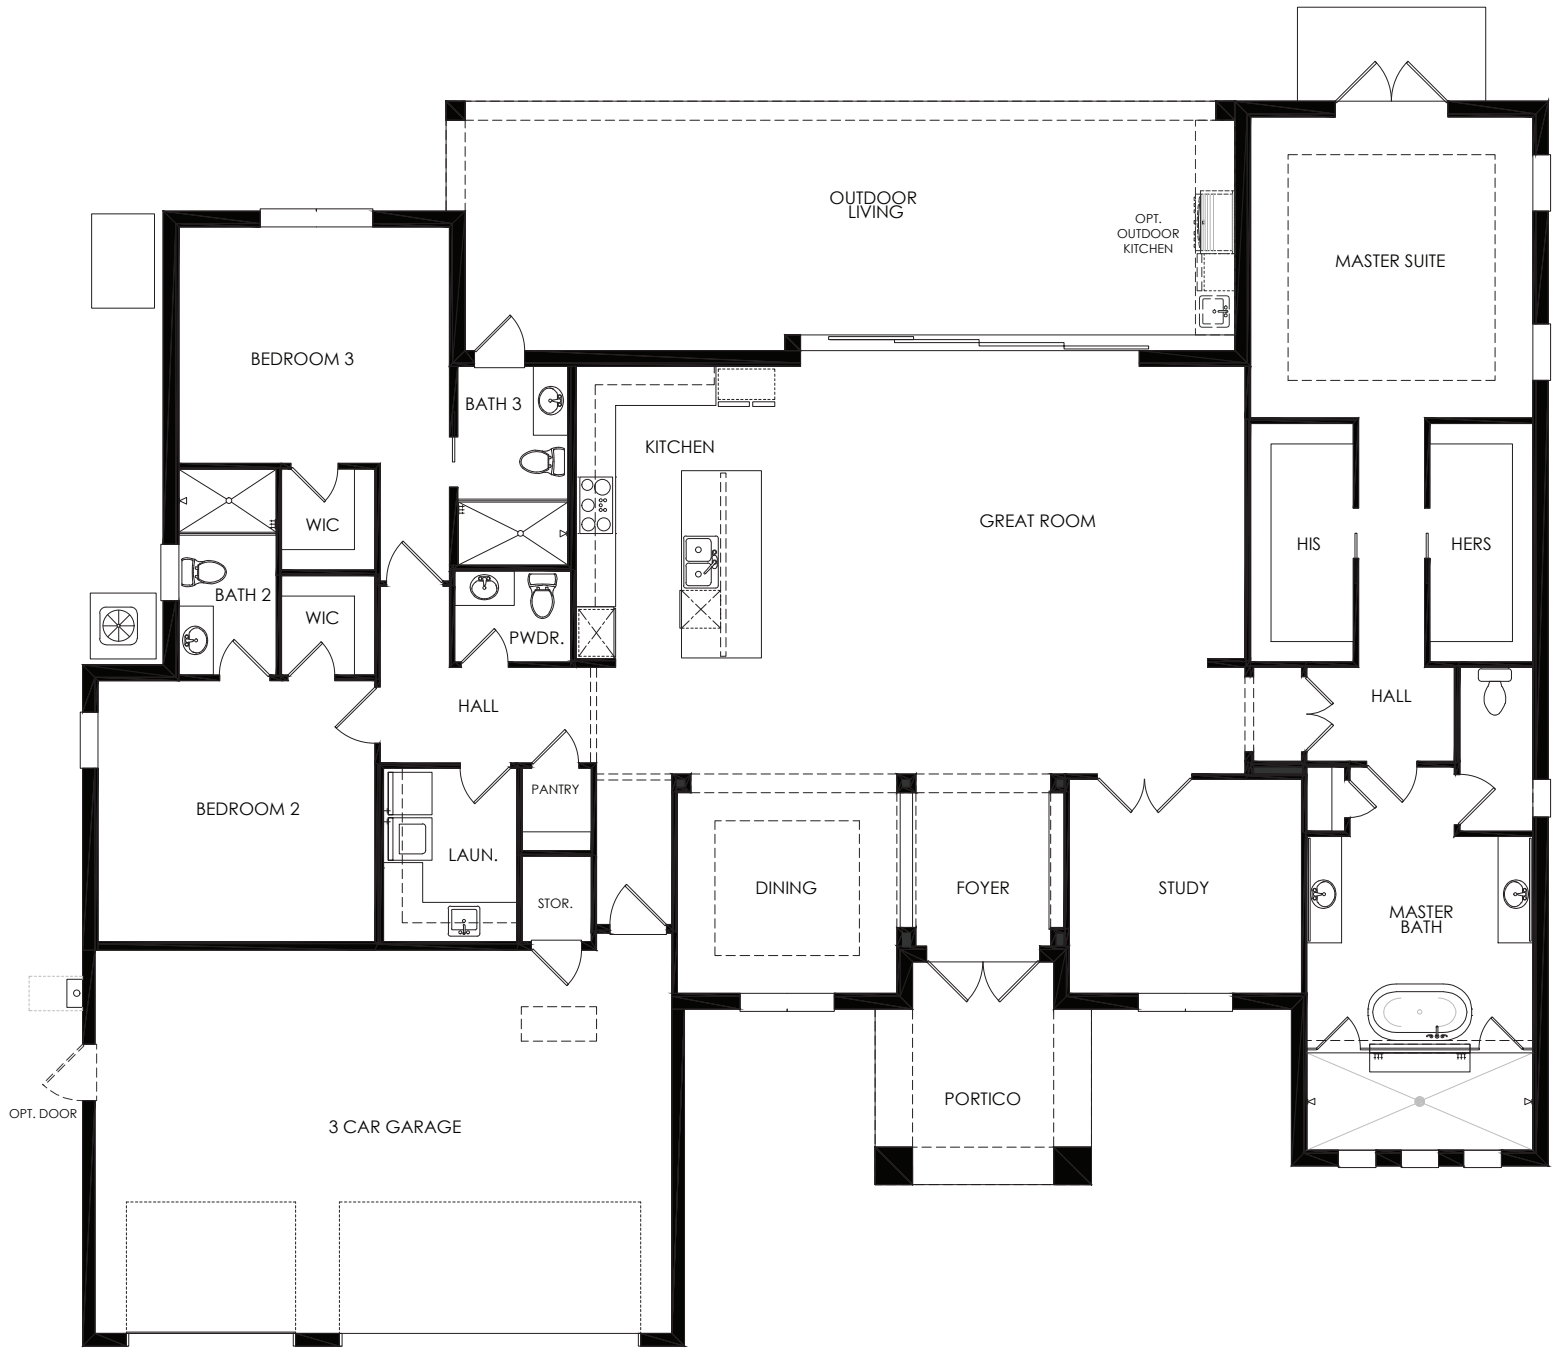 OUTDOOR
LIVING
OPT.
OUTDOOR
KITCHEN
MASTER SUITE
BEDROOM 3
BATH 3
KITCHEN
GREAT ROOM
WIC
HIS
HERS
BATH 2
WIC
PWDR.
HALL
HALL
BEDROOM 2
PANTRY
LAUN.
STOR.
DINING
FOYER
STUDY
MASTER
BATH
OPT. DOOR
3 CAR GARAGE
PORTICO